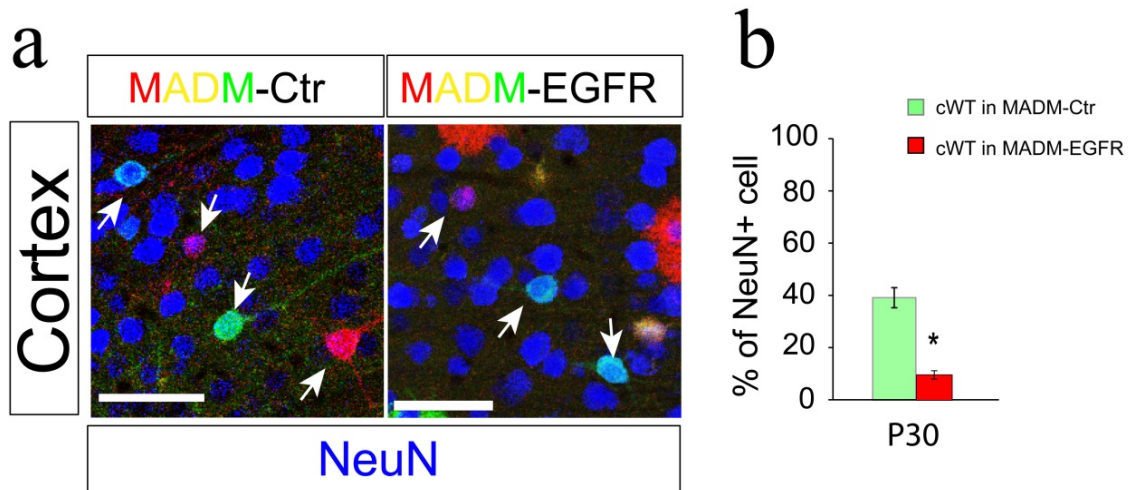 a
MADM-Ctr
MADM-EGFR
Cortex
NeuN
b
cWT in MADM-Ctr
cWT in MADM-EGFR
% of NeuN+ cell
100
80
60
40
20
0
*
P30